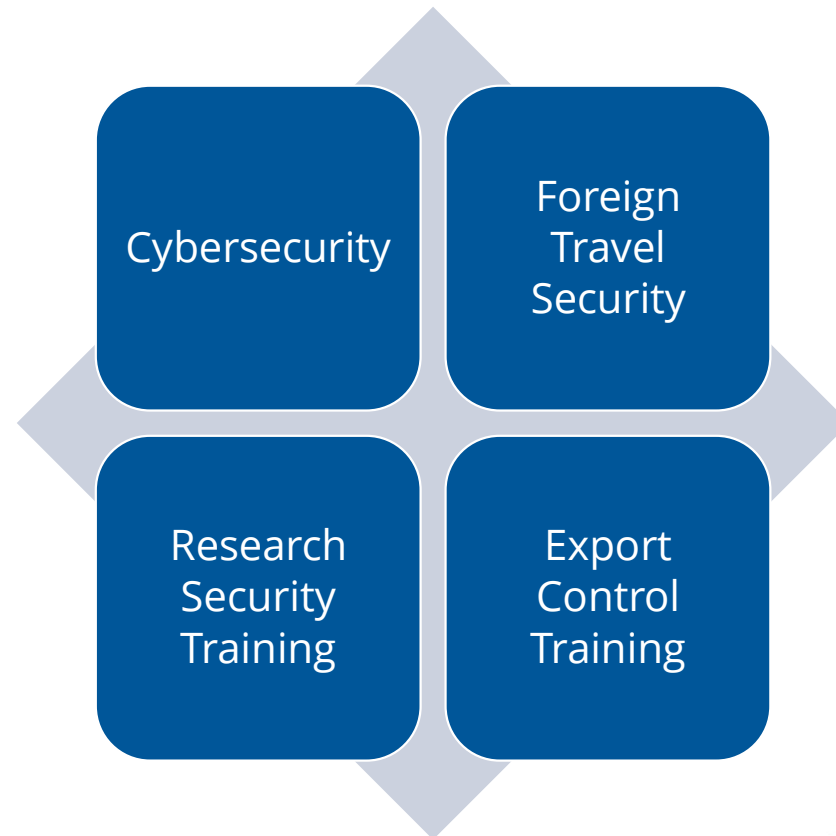 Cybersecurity
Foreign
Travel
Security
Research
Security
Training
Export
Control
Training